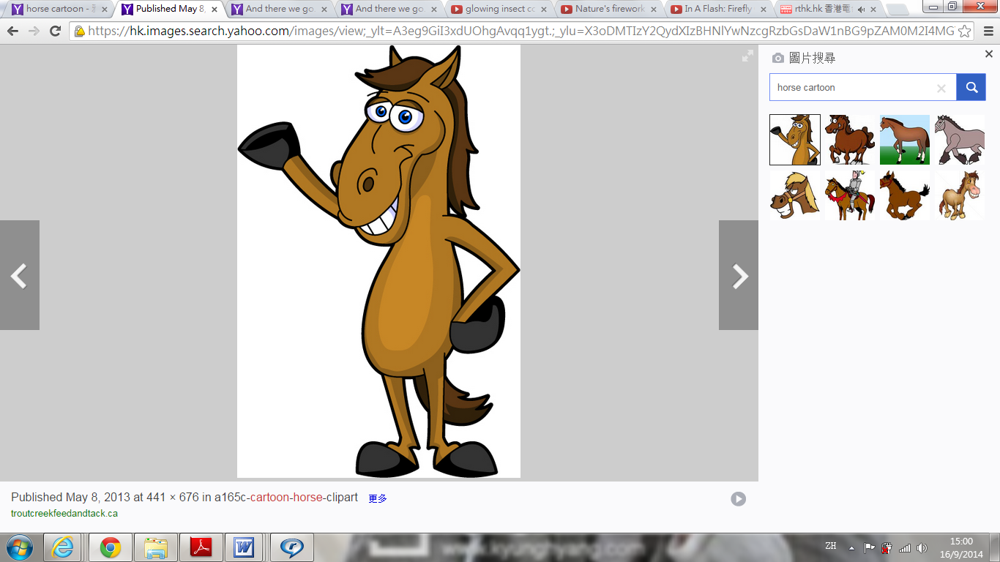 horse cartoon
Published May 8,
And there we go.
And there we go.
glowing insect co
Nature's firework
In A Flash: Firefly
rthk.hk 香港電
https://hk.images.search.yahoo.com/images/view;_ylt=A3eg9GiI3xdUOhgAvqq1ygt.;_ylu=X3oDMTIzY2QydXIzBHNlYwNzcgRzbGsDaW1nBG9pZAM0M2I4MG
圖片搜尋
horse cartoon
Published May 8, 2013 at 441 × 676 in a165c-cartoon-horse-clipart 更多
troutcreekfeedandtack.ca
ZH
15:00
16/9/2014